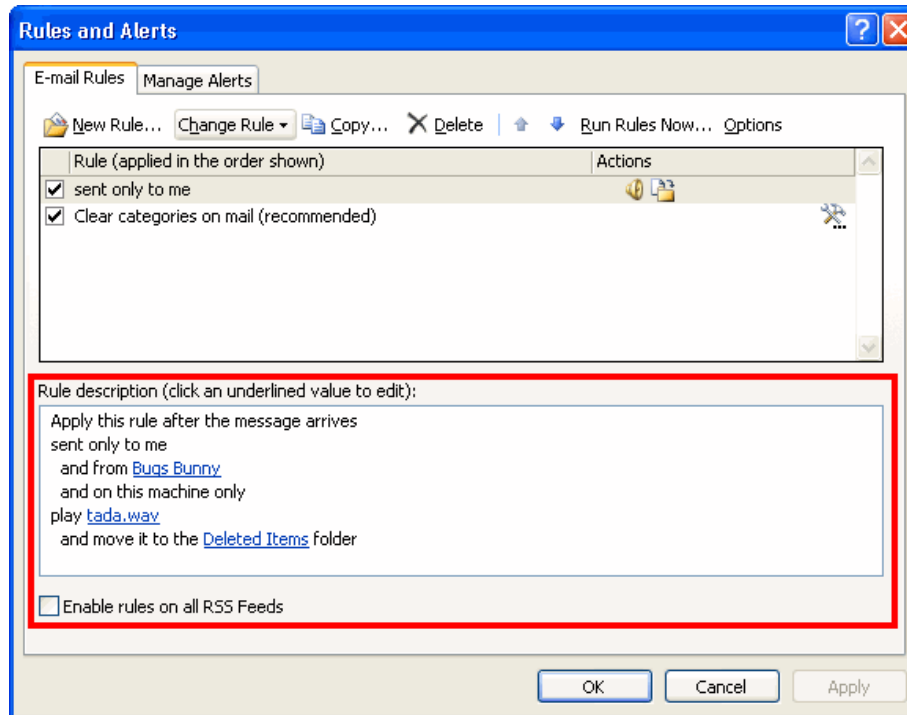 Rules and Alerts
E-mail Rules Manage Alerts
New Rule... Change Rule Copy... Delete Run Rules Now... Options
Rule (applied in the order shown) Actions
sent only to me
Clear categories on mail (recommended)
Rule description (click an underlined value to edit):
Apply this rule after the message arrives
sent only to me
and from Bugs Bunny
and on this machine only
play tada.wav
and move it to the Deleted Items folder
Enable rules on all RSS Feeds
OK Cancel Apply